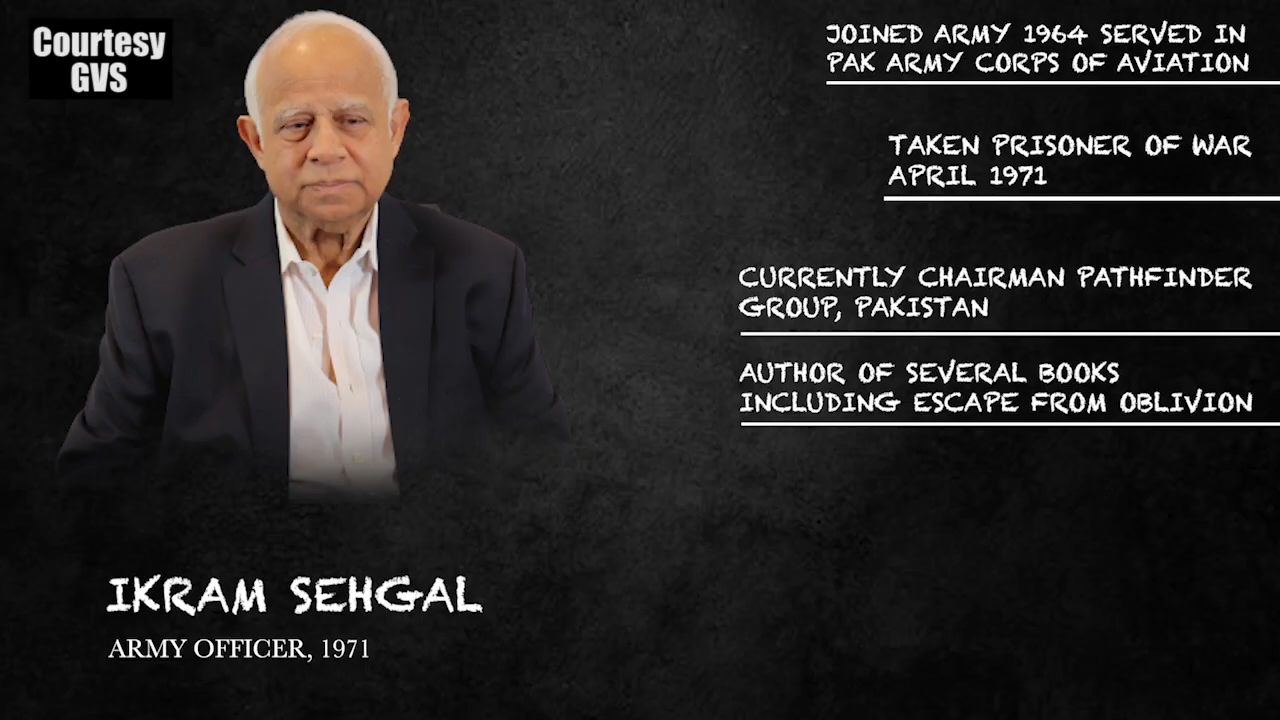 Courtesy
GVS
JOINED ARMY 1964 SERVED IN
PAK ARMY CORPS OF AVIATION
TAKEN PRISONER OF WAR
APRIL 1971
CURRENTLY CHAIRMAN PATHFINDER
GROUP, PAKISTAN
AUTHOR OF SEVERAL BOOKS
INCLUDING ESCAPE FROM OBLIVION
IKRAM SEHGAL
ARMY OFFICER, 1971